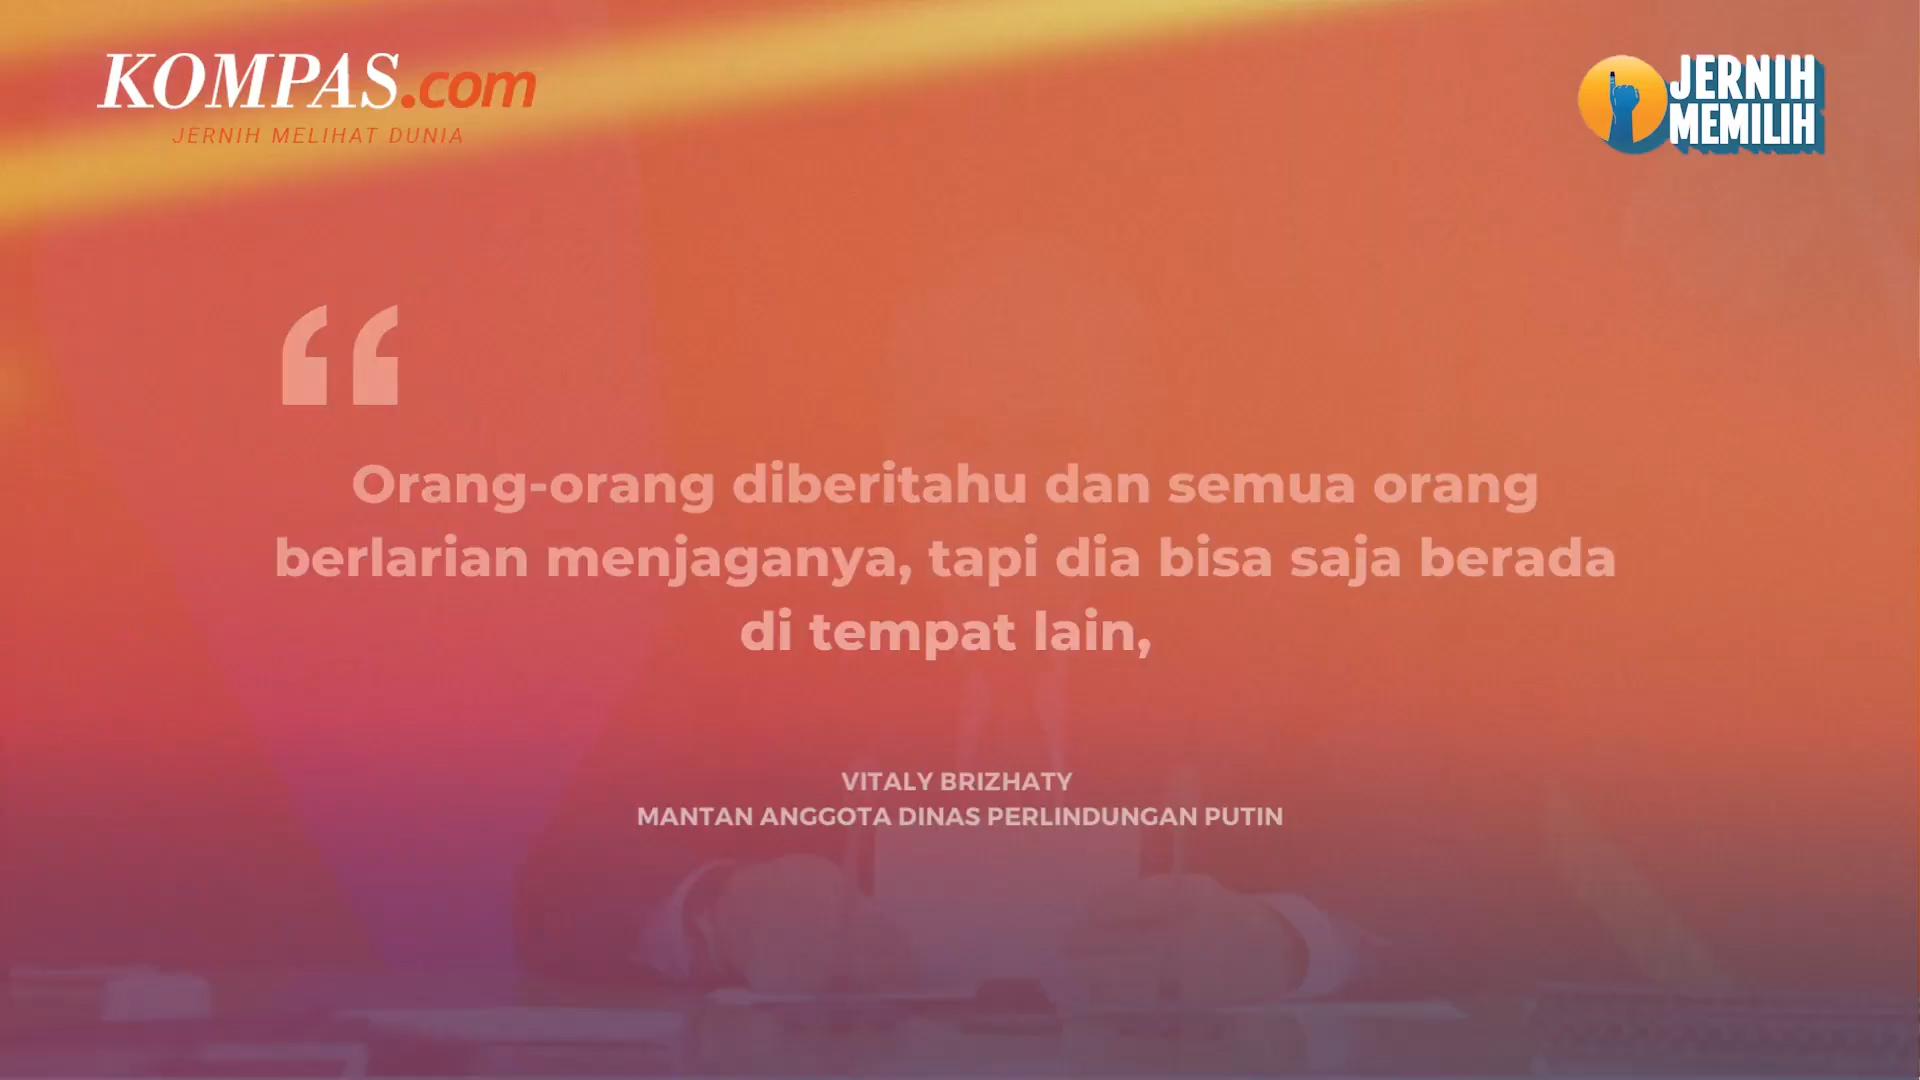 KOMPAS.com
JERNIH MELIHAT DUNIA
JERNIH
MEMILIH
“
Orang-orang diberitahu dan semua orang
berlarian menjaganya, tapi dia bisa saja berada
di tempat lain,
VITALY BRIZHATY
MANTAN ANGGOTA DINAS PERLINDUNGAN PUTIN